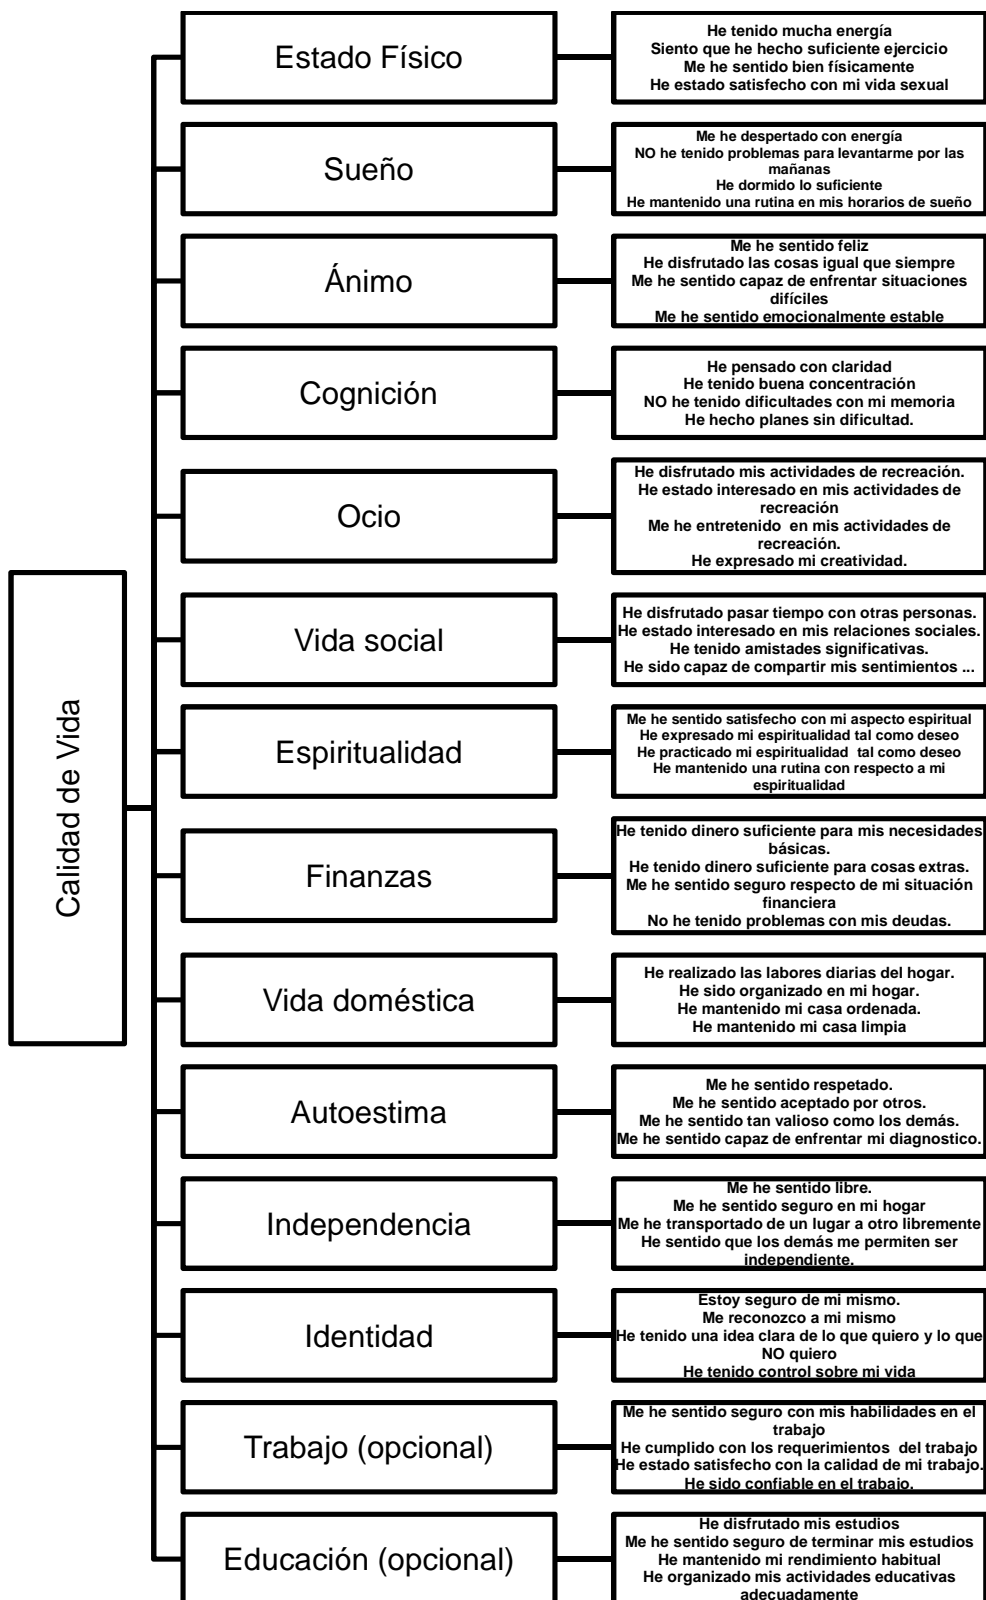 Calidad de Vida
Estado Físico
He tenido mucha energía
Siento que he hecho suficiente ejercicio
Me he sentido bien físicamente
He estado satisfecho con mi vida sexual
Sueño
Me he despertado con energía
NO he tenido problemas para levantarme por las
mañanas
He dormido lo suficiente
He mantenido una rutina en mis horarios de sueño
Ánimo
Me he sentido feliz
He disfrutado las cosas igual que siempre
Me he sentido capaz de enfrentar situaciones
difíciles
Me he sentido emocionalmente estable
Cognición
He pensado con claridad
He tenido buena concentración
NO he tenido dificultades con mi memoria
He hecho planes sin dificultad.
Ocio
He disfrutado mis actividades de recreación.
He estado interesado en mis actividades de
recreación
Me he entretenido en mis actividades de
recreación.
He expresado mi creatividad.
Vida social
He disfrutado pasar tiempo con otras personas.
He estado interesado en mis relaciones sociales.
He tenido amistades significativas.
He sido capaz de compartir mis sentimientos ...
Espiritualidad
Me he sentido satisfecho con mi aspecto espiritual
He expresado mi espiritualidad tal como deseo
He practicado mi espiritualidad tal como deseo
He mantenido una rutina con respecto a mi
espiritualidad
Finanzas
He tenido dinero suficiente para mis necesidades
básicas.
He tenido dinero suficiente para cosas extras.
Me he sentido seguro respecto de mi situación
financiera
No he tenido problemas con mis deudas.
Vida doméstica
He realizado las labores diarias del hogar.
He sido organizado en mi hogar.
He mantenido mi casa ordenada.
He mantenido mi casa limpia
Autoestima
Me he sentido respetado.
Me he sentido aceptado por otros.
Me he sentido tan valioso como los demás.
Me he sentido capaz de enfrentar mi diagnostico.
Independencia
Me he sentido libre.
Me he sentido seguro en mi hogar
Me he transportado de un lugar a otro libremente
He sentido que los demás me permiten ser
independiente.
Identidad
Estoy seguro de mi mismo.
Me reconozco a mi mismo
He tenido una idea clara de lo que quiero y lo que
NO quiero
He tenido control sobre mi vida
Trabajo (opcional)
Me he sentido seguro con mis habilidades en el
trabajo
He cumplido con los requerimientos del trabajo
He estado satisfecho con la calidad de mi trabajo.
He sido confiable en el trabajo.
Educación (opcional)
He disfrutado mis estudios
Me he sentido seguro de terminar mis estudios
He mantenido mi rendimiento habitual
He organizado mis actividades educativas
adecuadamente